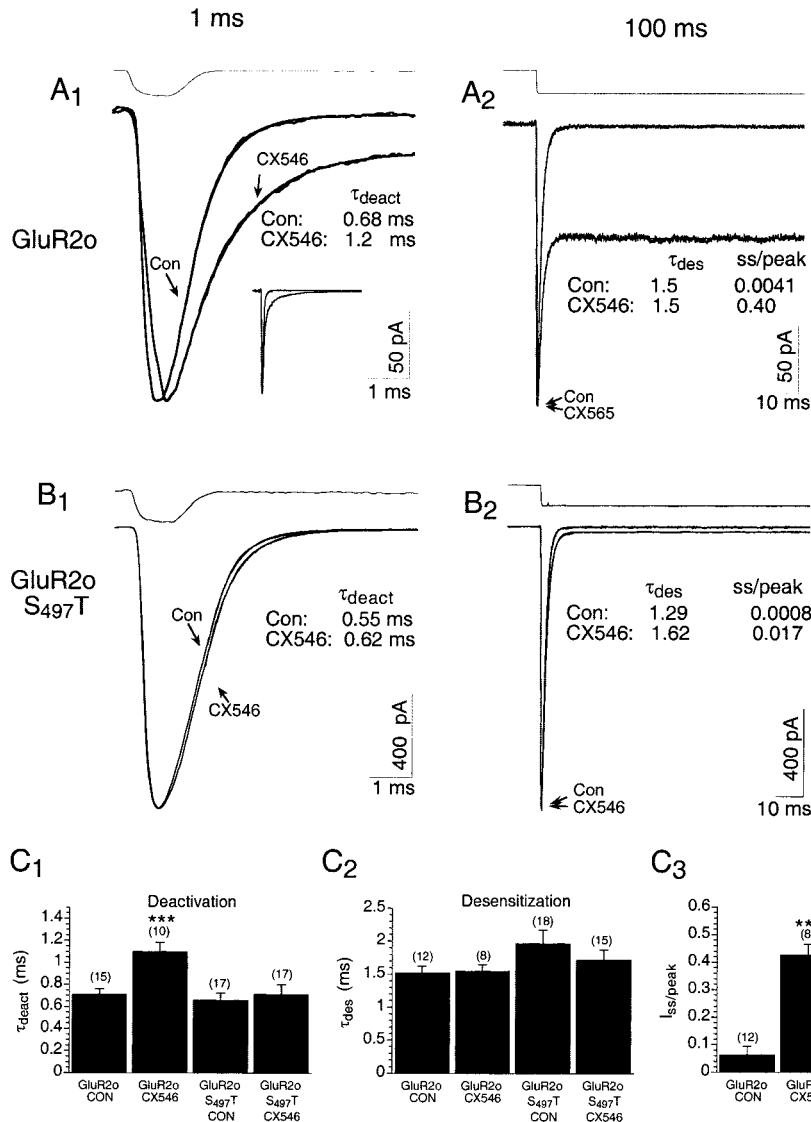 1 ms
100 ms
A1
A2
GluR2o
CX546
τdeact
Con: 0.68 ms
CX546: 1.2 ms
Con
50 pA
1 ms
τdes ss/peak
Con: 1.5 0.0041
CX546: 1.5 0.40
50 pA
10 ms
Con
CX565
B1
B2
GluR2o
S497T
Con
τdeact
Con: 0.55 ms
CX546: 0.62 ms
CX546
400 pA
1 ms
τdes ss/peak
Con: 1.29 0.0008
CX546: 1.62 0.017
400 pA
10 ms
Con
CX546
C1
Deactivation
τdeact (ms)
1.4
1.2
1
0.8
0.6
0.4
0.2
0
(15)
***
(10)
(17)
(17)
GluR2o
CON
GluR2o
CX546
GluR2o
S497T
CON
GluR2o
S497T
CX546
C2
Desensitization
τdes (ms)
2.5
2
1.5
1
0.5
0
(12)
(8)
(18)
(15)
GluR2o
CON
GluR2o
CX546
GluR2o
S497T
CON
GluR2o
S497T
CX546
C3
Iss/peak
0.6
0.5
0.4
0.3
0.2
0.1
0
(12)
**
(8
GluR2o
CON
GluR
CX5